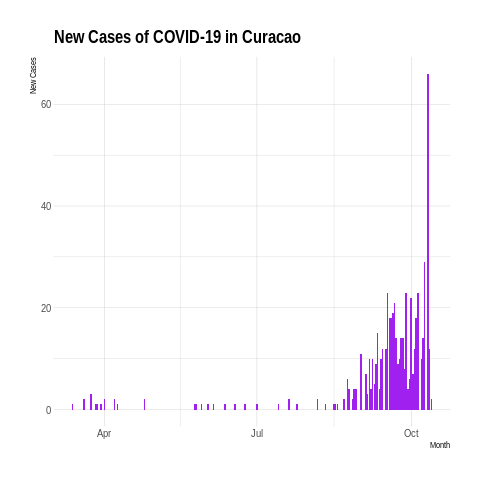 New Cases of COVID-19 in Curacao
New Cases
60
40
20
0
Apr
Jul
Oct
Month